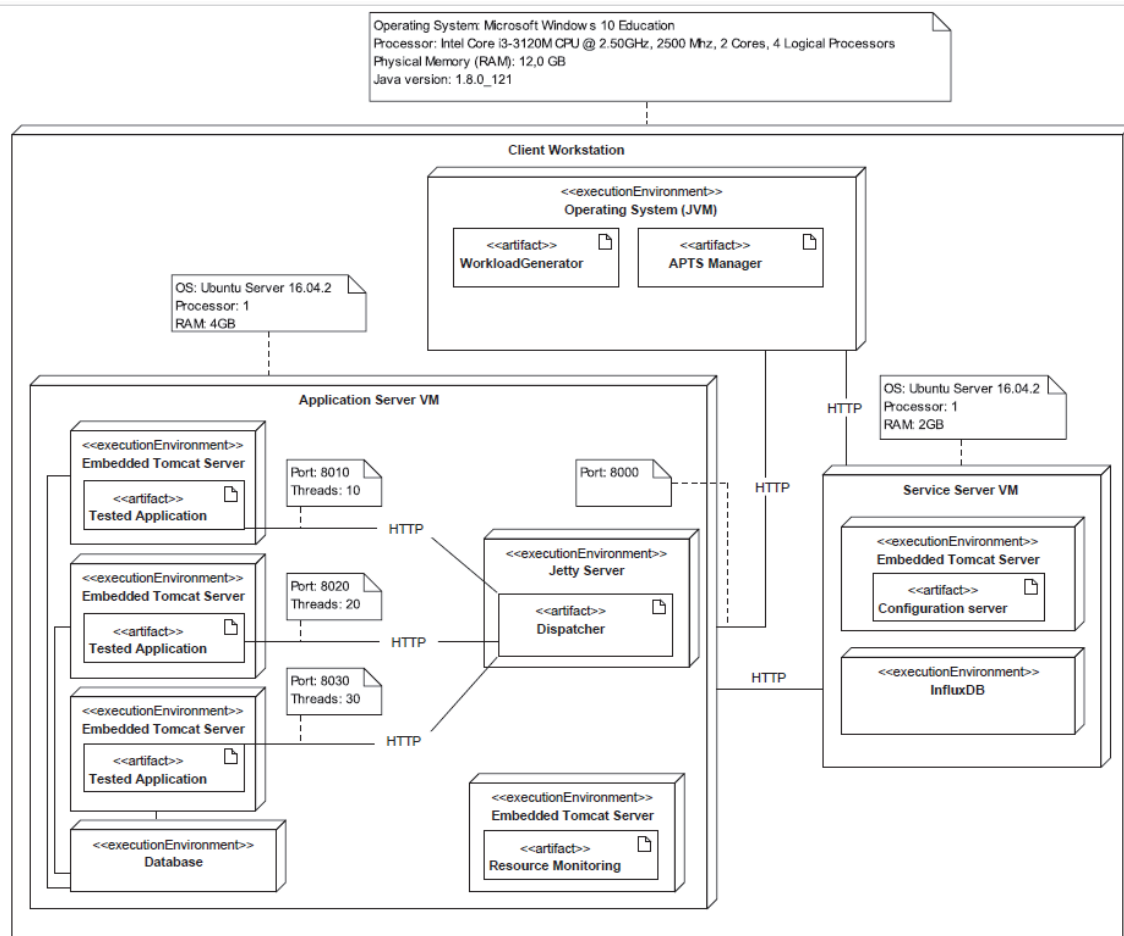 Operating System: Microsoft Windows 10 Education
Processor: Intel Core i3-3120M CPU @ 2.50GHz, 2500 Mhz, 2 Cores, 4 Logical Processors
Physical Memory (RAM): 12,0 GB
Java version: 1.8.0_121
Client Workstation
<<executionEnvironment>>
Operating System (JVM)
<<artifact>>
WorkloadGenerator
<<artifact>>
APTS Manager
OS: Ubuntu Server 16.04.2
Processor: 1
RAM: 4GB
Application Server VM
<<executionEnvironment>>
Embedded Tomcat Server
<<artifact>>
Tested Application
Port: 8010
Threads: 10
HTTP
<<executionEnvironment>>
Embedded Tomcat Server
<<artifact>>
Tested Application
Port: 8020
Threads: 20
HTTP
<<executionEnvironment>>
Embedded Tomcat Server
<<artifact>>
Tested Application
Port: 8030
Threads: 30
HTTP
<<executionEnvironment>>
Database
Port: 8000
<<executionEnvironment>>
Jetty Server
<<artifact>>
Dispatcher
<<executionEnvironment>>
Embedded Tomcat Server
<<artifact>>
Resource Monitoring
HTTP
HTTP
HTTP
OS: Ubuntu Server 16.04.2
Processor: 1
RAM: 2GB
Service Server VM
<<executionEnvironment>>
Embedded Tomcat Server
<<artifact>>
Configuration server
<<executionEnvironment>>
InfluxDB